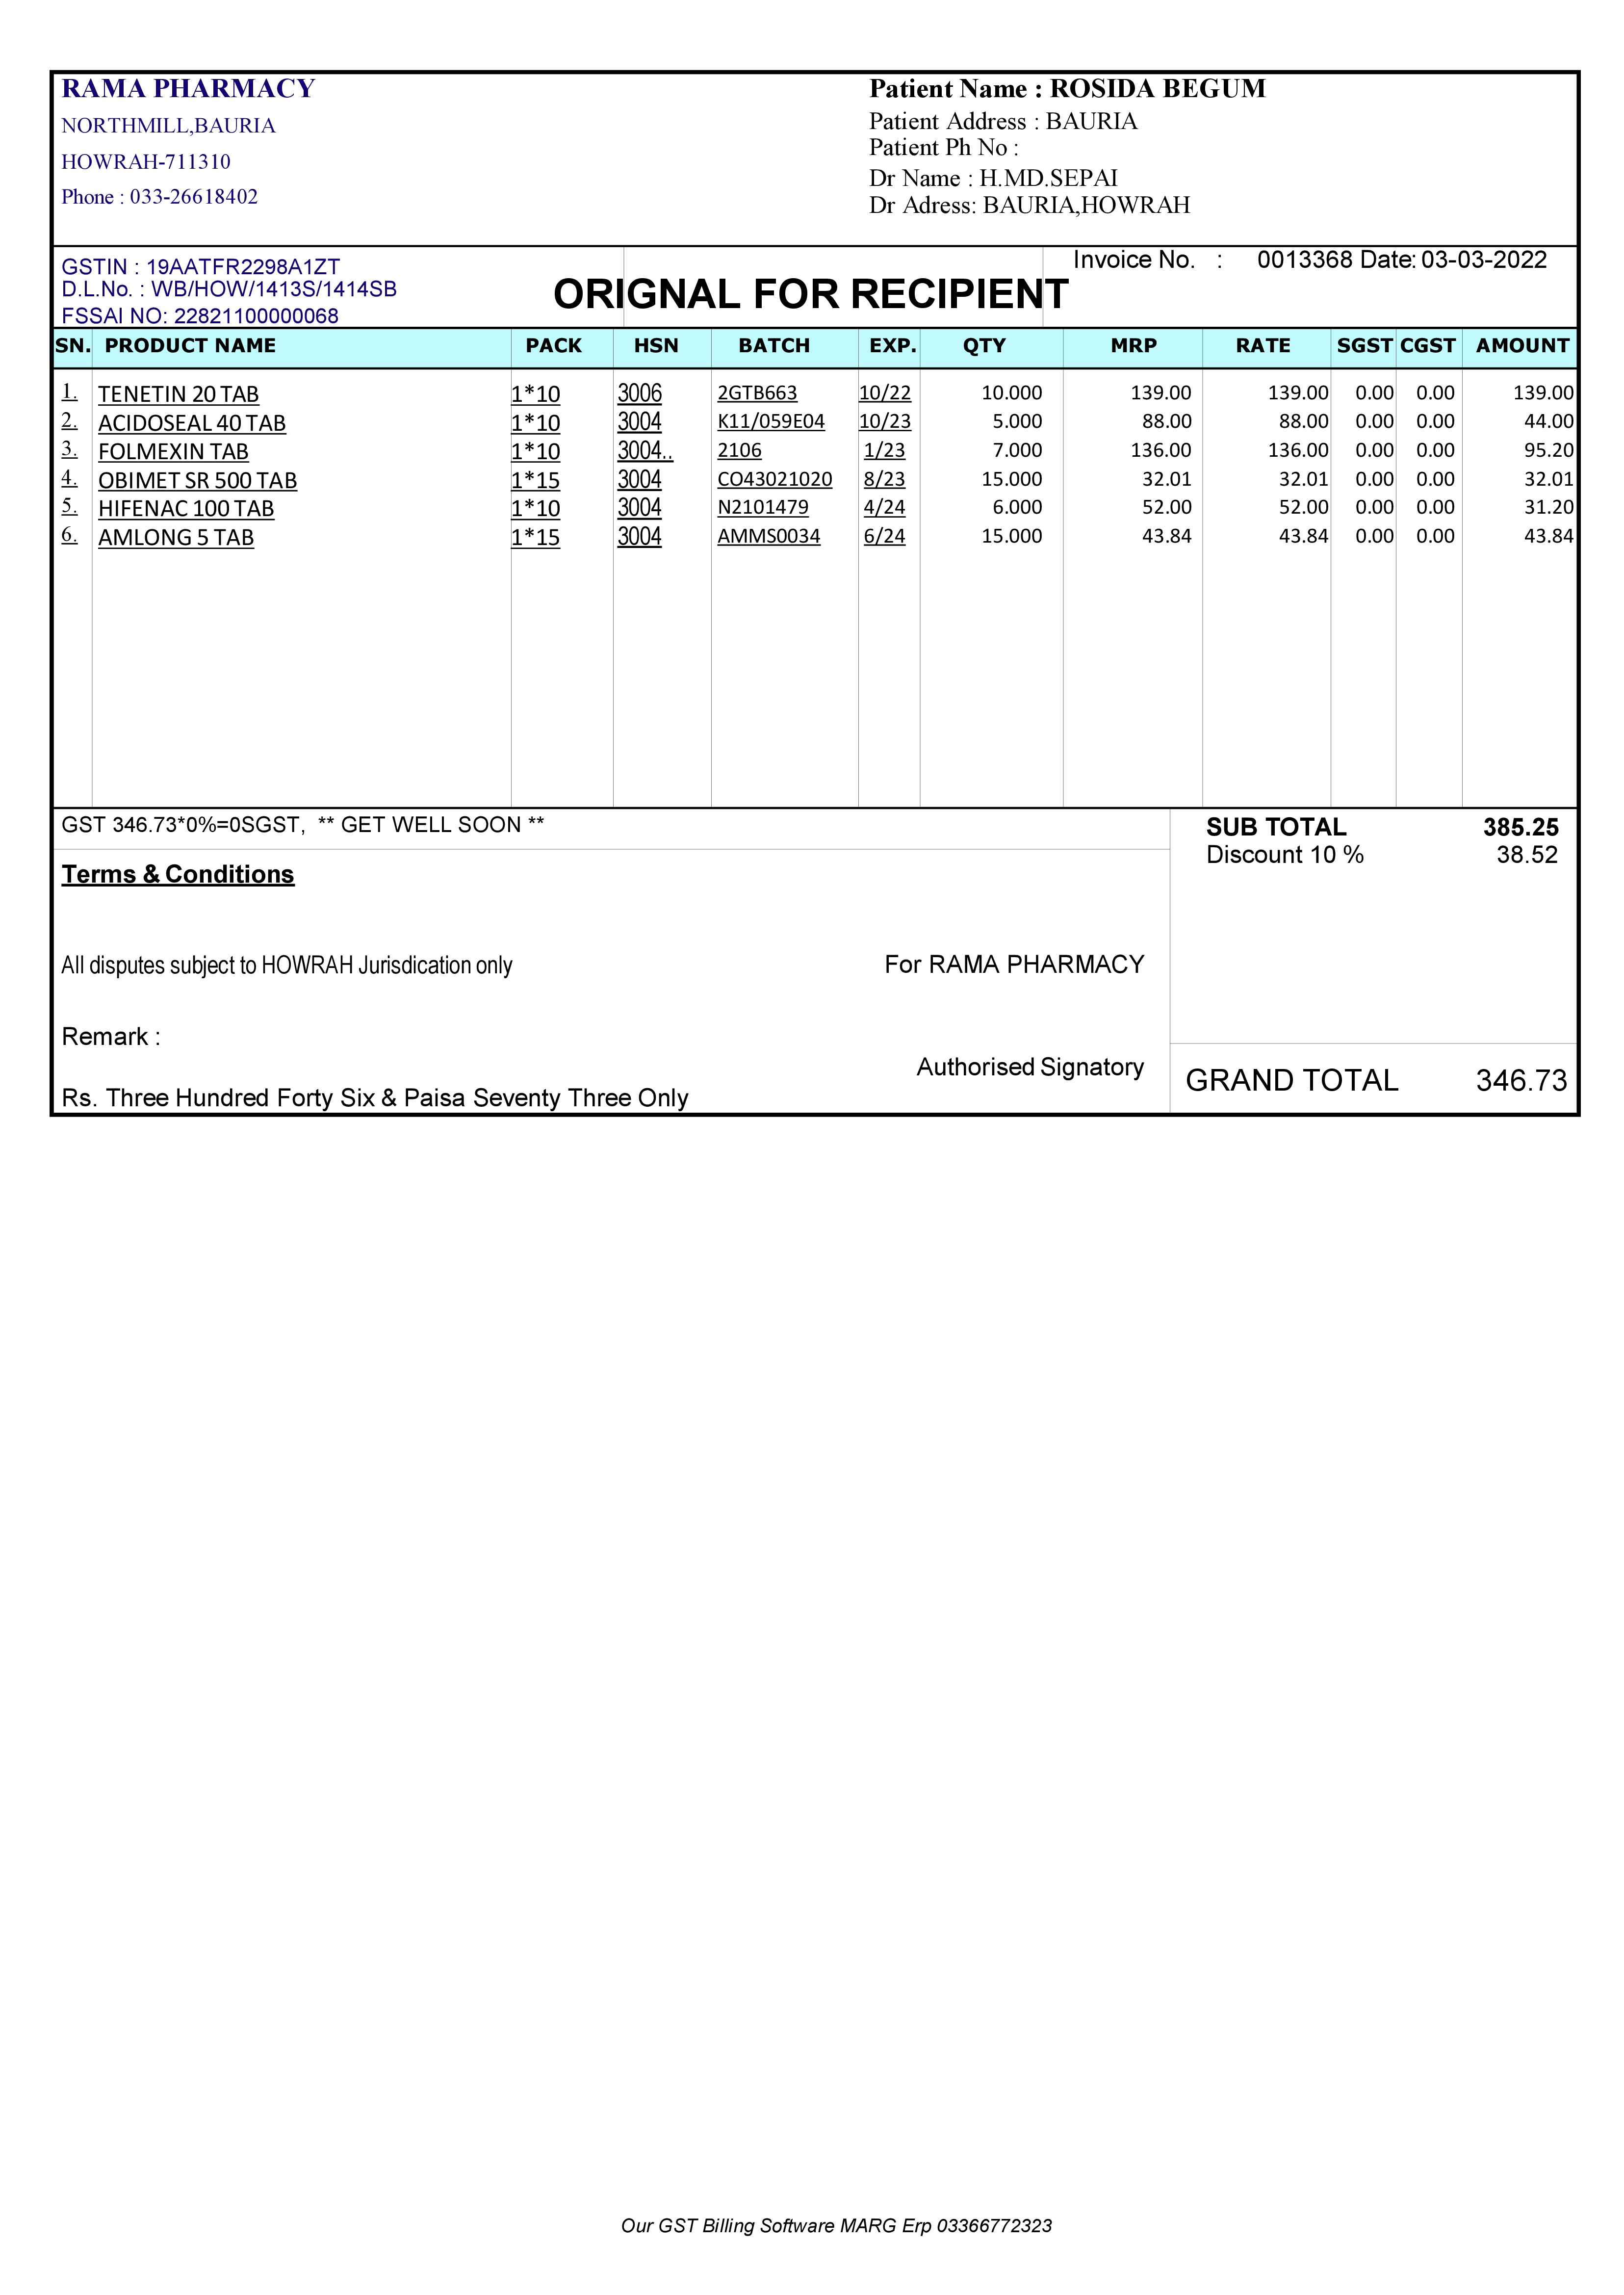 RAMA PHARMACY
NORTHMILL,BAURIA
HOWRAH-711310
Phone : 033-26618402
Patient Name : ROSIDA BEGUM
Patient Address : BAURIA
Patient Ph No :
Dr Name : H.MD.SEPAI
Dr Adress: BAURIA,HOWRAH
GSTIN : 19AATFR2298A1ZT
D.L.No. : WB/HOW/1413S/1414SB
FSSAI NO: 22821100000068
ORIGNAL FOR RECIPIENT
Invoice No. : 0013368 Date: 03-03-2022
SN. PRODUCT NAME PACK HSN BATCH EXP. QTY MRP RATE SGST CGST AMOUNT
1. TENETIN 20 TAB 1*10 3006 2GTB663 10/22 10.000 139.00 139.00 0.00 0.00 139.00
2. ACIDOSEAL 40 TAB 1*10 3004 K11/059E04 10/23 5.000 88.00 88.00 0.00 0.00 44.00
3. FOLMEXIN TAB 1*10 3004.. 2106 1/23 7.000 136.00 136.00 0.00 0.00 95.20
4. OBIMET SR 500 TAB 1*15 3004 CO43021020 8/23 15.000 32.01 32.01 0.00 0.00 32.01
5. HIFENAC 100 TAB 1*10 3004 N2101479 4/24 6.000 52.00 52.00 0.00 0.00 31.20
6. AMLONG 5 TAB 1*15 3004 AMMS0034 6/24 15.000 43.84 43.84 0.00 0.00 43.84
GST 346.73*0%=0SGST, ** GET WELL SOON **
SUB TOTAL 385.25
Discount 10 % 38.52
Terms & Conditions
All disputes subject to HOWRAH Jurisdication only
For RAMA PHARMACY
Remark :
Authorised Signatory
GRAND TOTAL 346.73
Rs. Three Hundred Forty Six & Paisa Seventy Three Only
Our GST Billing Software MARG Erp 03366772323